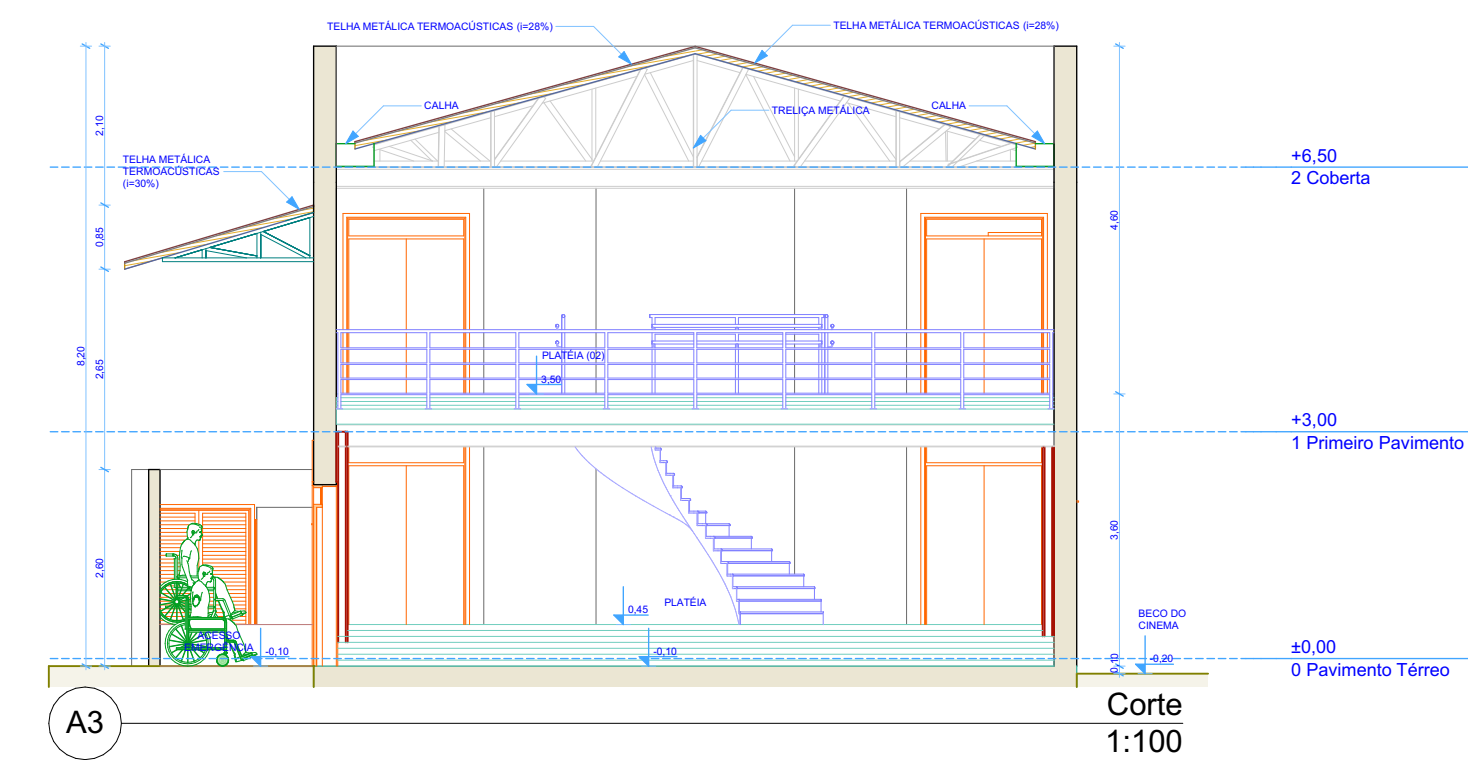 TELHA METÁLICA TERMOACÚSTICAS (i=28%)
TELHA METÁLICA TERMOACÚSTICAS (i=28%)
CALHA
CALHA
TRELIÇA METÁLICA
2,10
TELHA METÁLICA
TERMOACÚSTICAS
(i=30%)
+6,50
2 Coberta
0,85
4,60
8,20
2,65
PLATÉIA (02)
3,50
+3,00
1 Primeiro Pavimento
2,60
3,60
0,45
PLATÉIA
BECO DO
CINEMA
ACESSO
EMERGÊNCIA
-0,10
-0,10
0,10
-0,20
±0,00
0 Pavimento Térreo
A3
Corte
1:100